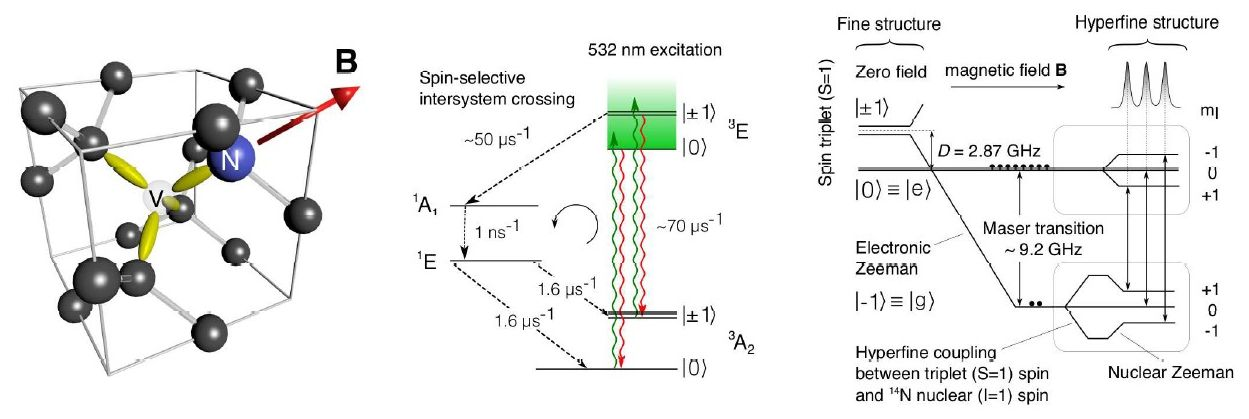 B
N
V
532 nm excitation
Spin-selective
intersystem crossing
|±1⟩
³E
|0⟩
~50 µs⁻¹
¹A₁
1 ns⁻¹
~70 µs⁻¹
¹E
1.6 µs⁻¹
1.6 µs⁻¹
|±1⟩
³A₂
|0⟩
Fine structure
Hyperfine structure
Zero field
magnetic field B
Spin triplet (S=1)
|±1⟩
mI
D = 2.87 GHz
-1
0
+1
|0⟩ ≡ |e⟩
Maser transition
~ 9.2 GHz
Electronic
Zeeman
|-1⟩ ≡ |g⟩
+1
0
-1
Hyperfine coupling
between triplet (S=1) spin
and ¹⁴N nuclear (I=1) spin
Nuclear Zeeman